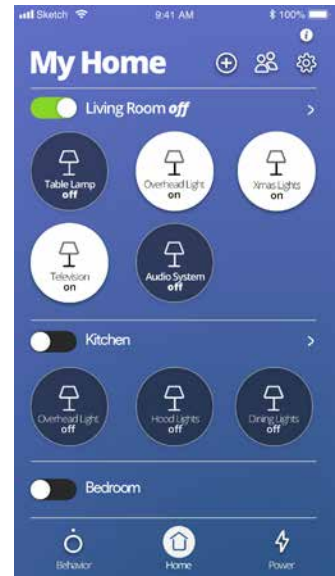 Sketch 9:41 AM 100%
i
My Home
Living Room off
Table Lamp
off
Overhead Light
on
Xmas Lights
on
Television
on
Audio System
off
Kitchen
Overhead Light
off
Hood Lights
off
Dining Lights
off
Bedroom
Behavior Home Power